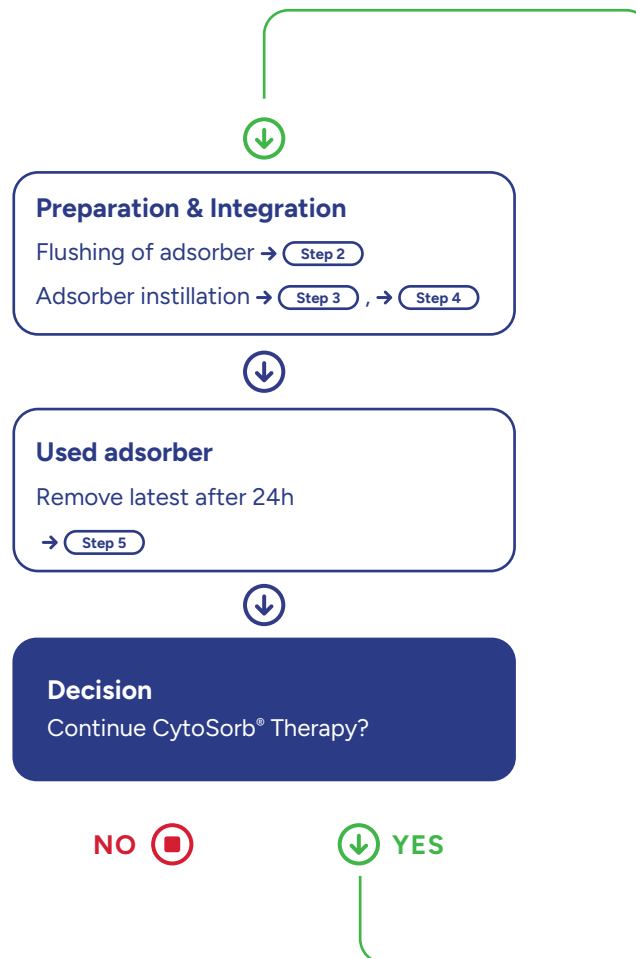 Preparation & Integration
Flushing of adsorber → Step 2
Adsorber instillation → Step 3 , → Step 4
Used adsorber
Remove latest after 24h
→ Step 5
Decision
Continue CytoSorb® Therapy?
NO YES